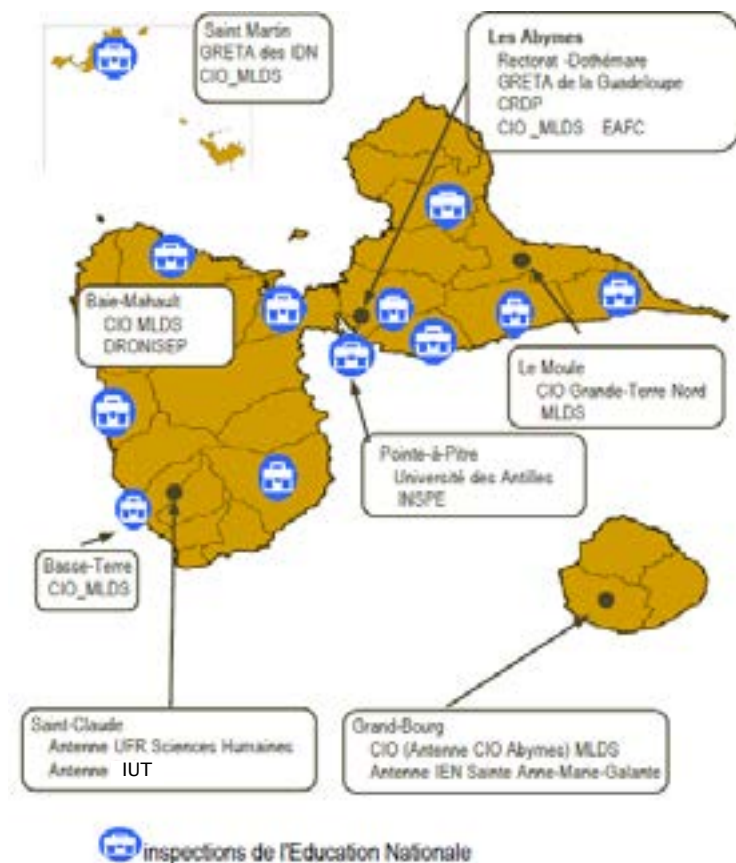 Saint Martin
GRETA des IDN
CIO_MLDS
Les Abymes
Rectorat -Dothémare
GRETA de la Guadeloupe
CRDP
CIO _MLDS EAFC
Baie-Mahault
CIO MLDS
DRONISEP
Le Moule
CIO Grande-Terre Nord
MLDS
Pointe-à-Pitre
Université des Antilles
INSPE
Basse-Terre
CIO_MLDS
Saint-Claude
Antenne UFR Sciences Humaines
Antenne IUT
Grand-Bourg
CIO (Antenne CIO Abymes) MLDS
Antenne IEN Sainte Anne-Marie-Galante
inspections de l'Education Nationale